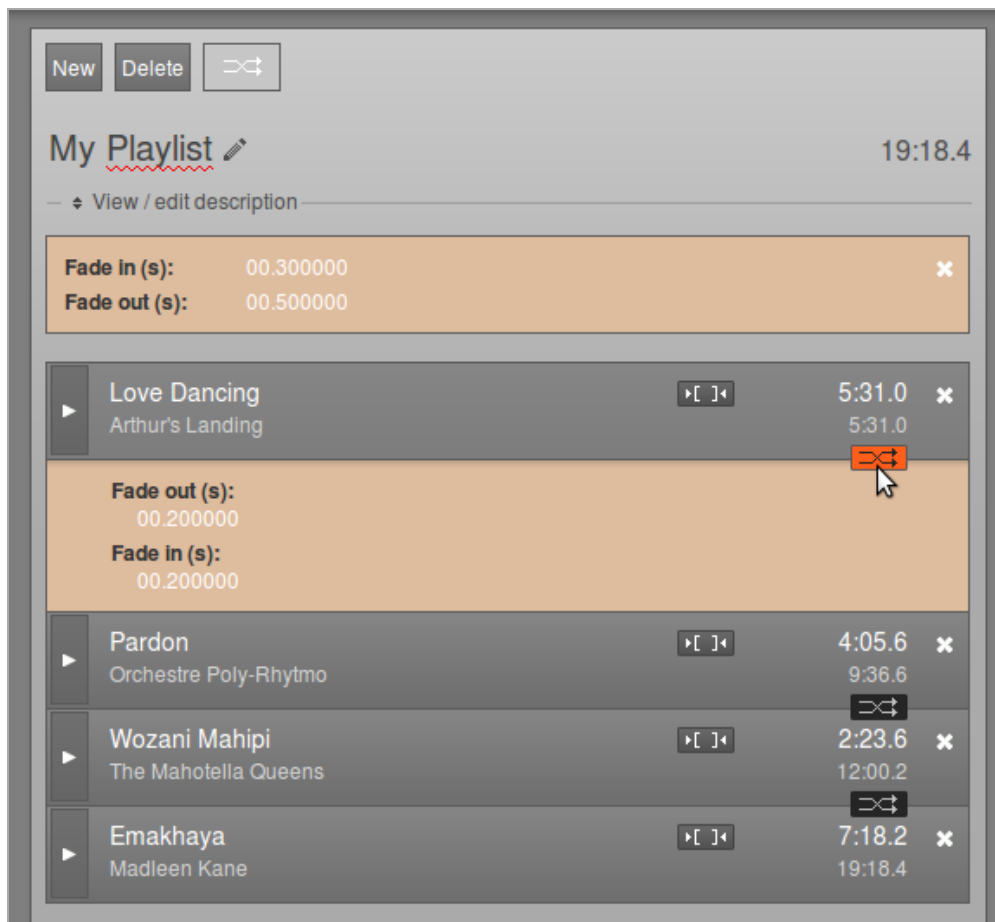 New Delete
My Playlist 19:18.4
View / edit description
Fade in (s): 00.300000
Fade out (s): 00.500000
Love Dancing 5:31.0
Arthur's Landing 5:31.0
Fade out (s):
00.200000
Fade in (s):
00.200000
Pardon 4:05.6
Orchestre Poly-Rhytmo 9:36.6
Wozani Mahipi 2:23.6
The Mahotella Queens 12:00.2
Emakhaya 7:18.2
Madleen Kane 19:18.4